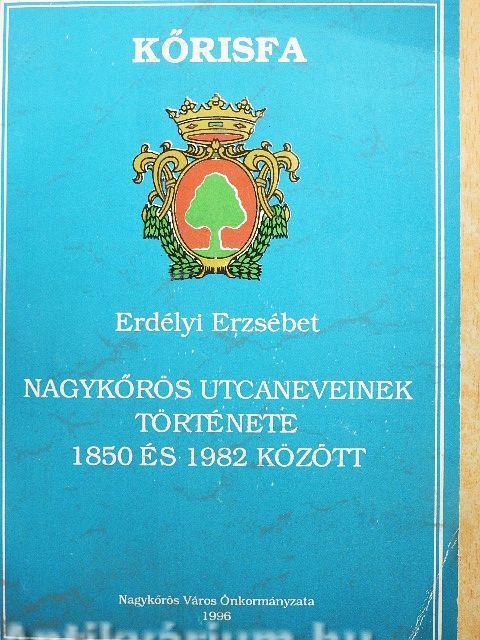 KŐRISFA
Erdélyi Erzsébet
NAGYKŐRÖS UTCANEVEINEK
TÖRTÉNETE
1850 ÉS 1982 KÖZÖTT
Nagykőrös Város Önkormányzata
1996